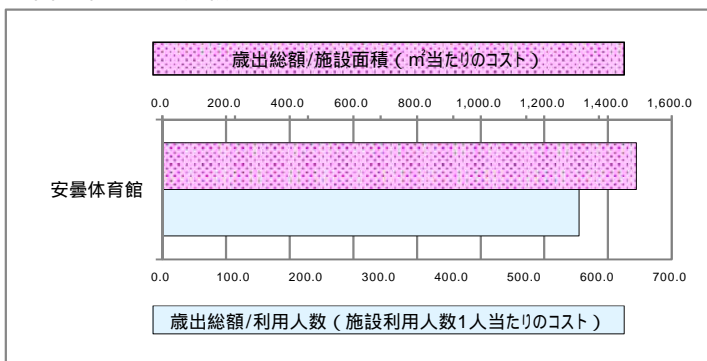 歳出総額/施設面積（㎡当たりのコスト）
0.0 200.0 400.0 600.0 800.0 1,000.0 1,200.0 1,400.0 1,600.0
安曇体育館
0.0 100.0 200.0 300.0 400.0 500.0 600.0 700.0
歳出総額/利用人数（施設利用人数1人当たりのコスト）